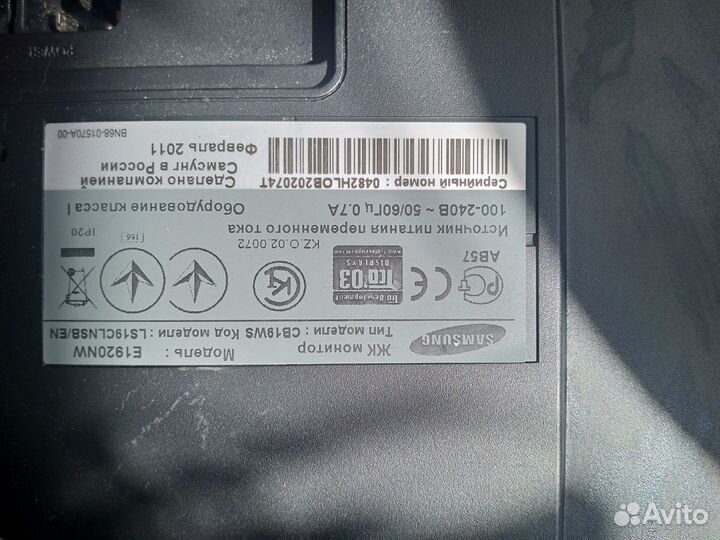 SAMSUNG
ЖК монитор
Модель: E1920NW
Тип модели : CB19WS Код модели : LS19CLNSB/EN
AB57
TCO'03
DISPLAYS
KZ.O.02.0072
IP20
Источник питания переменного тока
100-240В ~ 50/60Гц 0.7A
Оборудование класса I
Серийный номер : 0482HLOB202074T
Сделано компанией
Самсунг в России
Февраль 2011
BN68-01570A-00
POWER
Avito